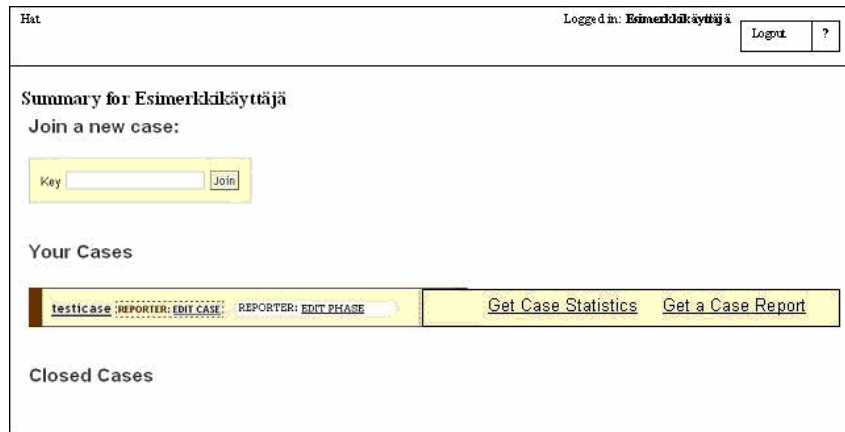 Hat
Logged in: Esimerkkikäyttäjä
Logout ?
Summary for Esimerkkikäyttäjä
Join a new case:
Key Join
Your Cases
testicase REPORTER: EDIT CASE REPORTER: EDIT PHASE Get Case Statistics Get a Case Report
Closed Cases